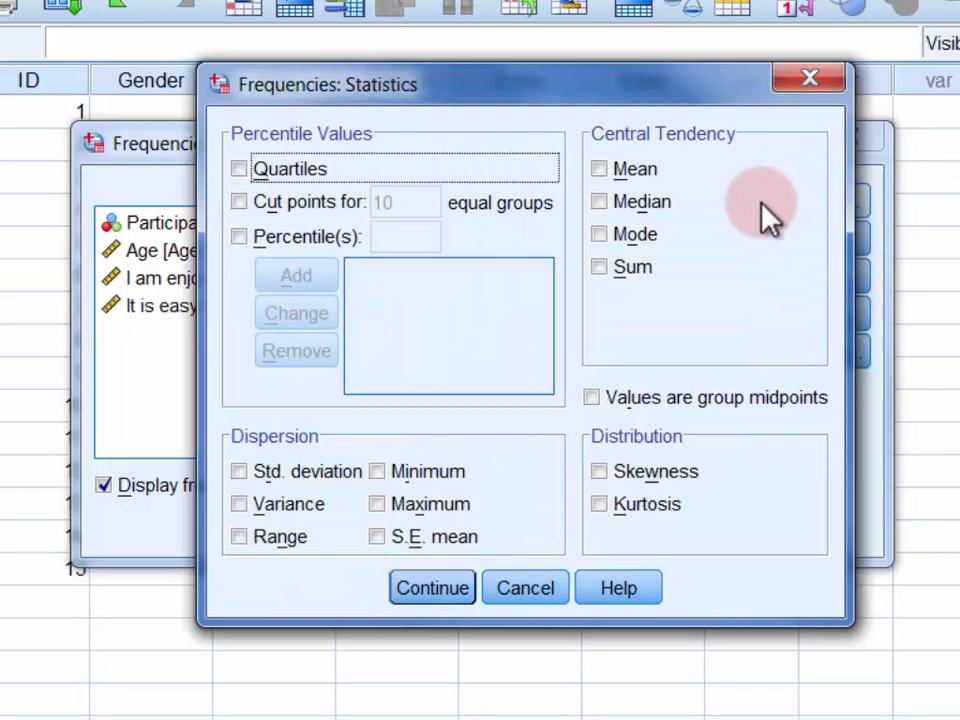 Visib
ID
Gender
var
1
Frequencies: Statistics
Frequencie
Percentile Values
Central Tendency
Quartiles
Mean
Cut points for: 10 equal groups
Median
Percentile(s):
Mode
Sum
Participa
Age [Age
I am enjo
It is easy
Add
Change
Remove
Values are group midpoints
Dispersion
Distribution
Std. deviation
Minimum
Skewness
Variance
Maximum
Kurtosis
Range
S.E. mean
Display fr
Continue
Cancel
Help